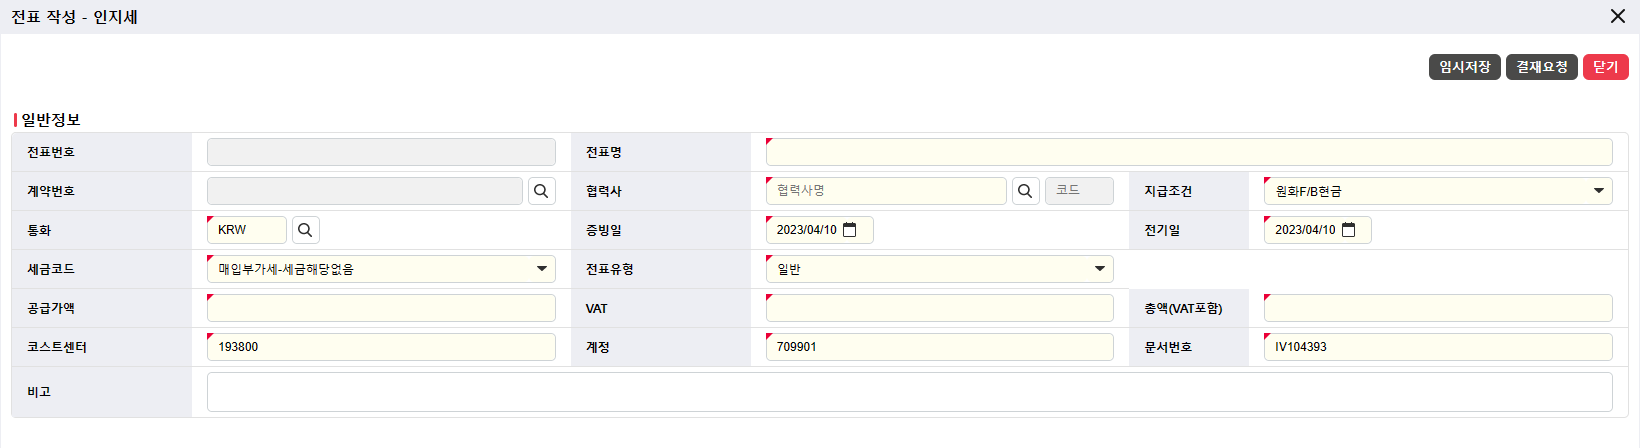 전표 작성 - 인지세
임시저장 결재요청 닫기
일반정보
전표번호 전표명
계약번호 협력사 협력사명 코드 지급조건 원화F/B현금
통화 KRW 증빙일 2023/04/10 전기일 2023/04/10
세금코드 매입부가세-세금해당없음 전표유형 일반
공급가액 VAT 총액(VAT포함)
코스트센터 193800 계정 709901 문서번호 IV104393
비고